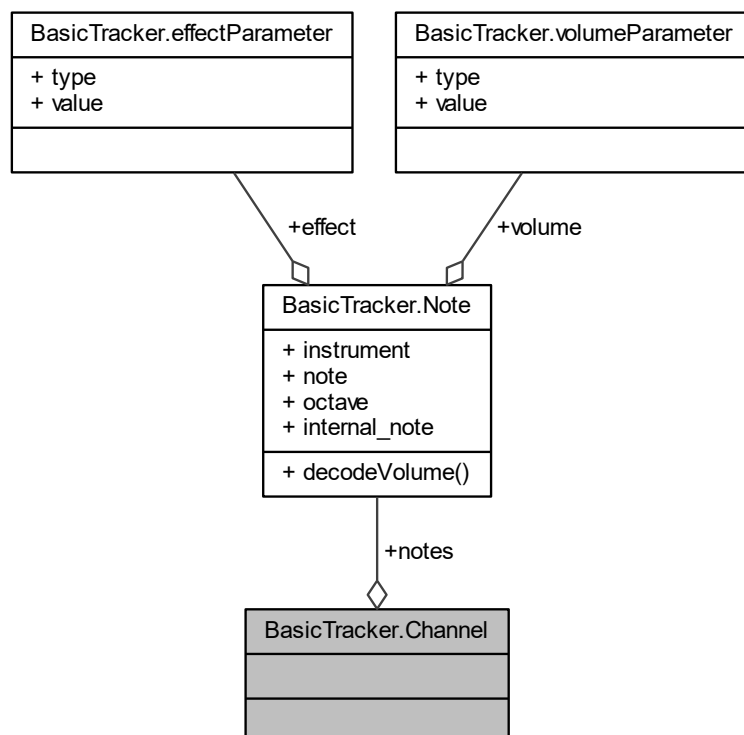 BasicTracker.effectParameter
+ type
+ value
BasicTracker.volumeParameter
+ type
+ value
+effect
+volume
BasicTracker.Note
+ instrument
+ note
+ octave
+ internal_note
+ decodeVolume()
+notes
BasicTracker.Channel